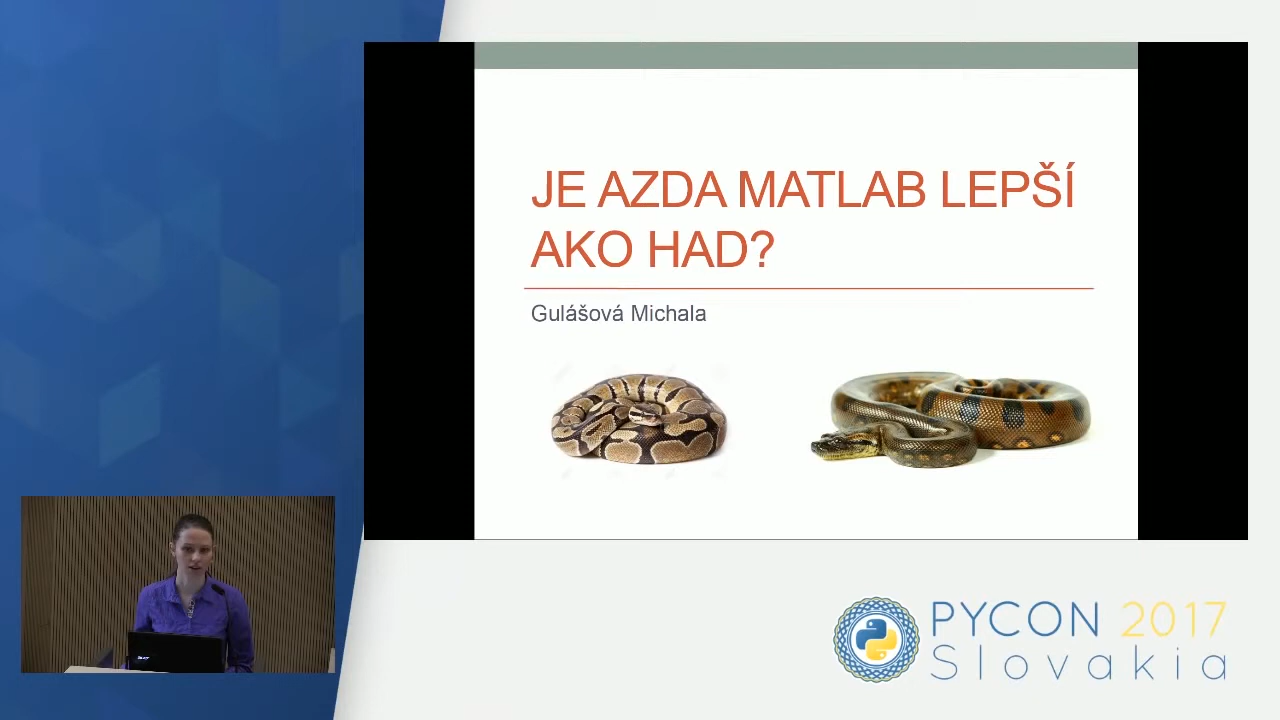 JE AZDA MATLAB LEPŠÍ
AKO HAD?
Gulášová Michala
PYCON 2017
Slovakia